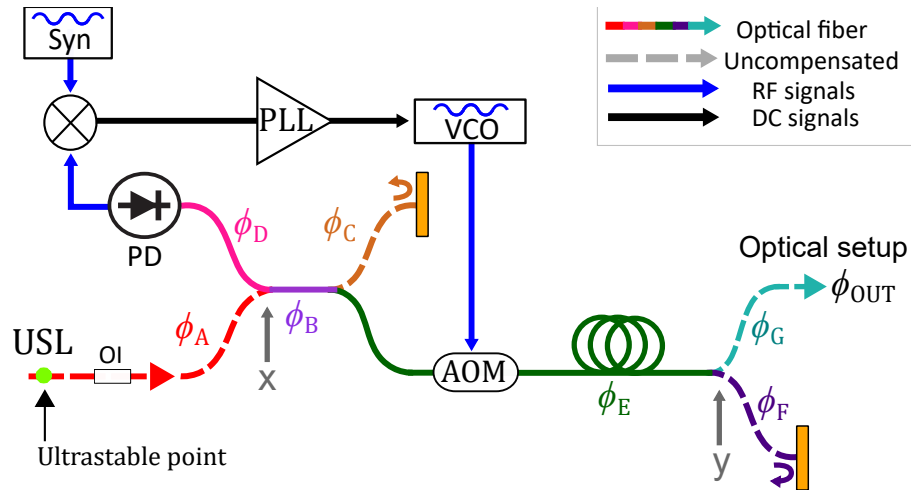 Syn
PLL
VCO
PD
ϕD
ϕC
ϕA
ϕB
USL
OI
x
AOM
ϕE
Ultrastable point
y
ϕF
ϕG
Optical setup
ϕOUT
Optical fiber
Uncompensated
RF signals
DC signals